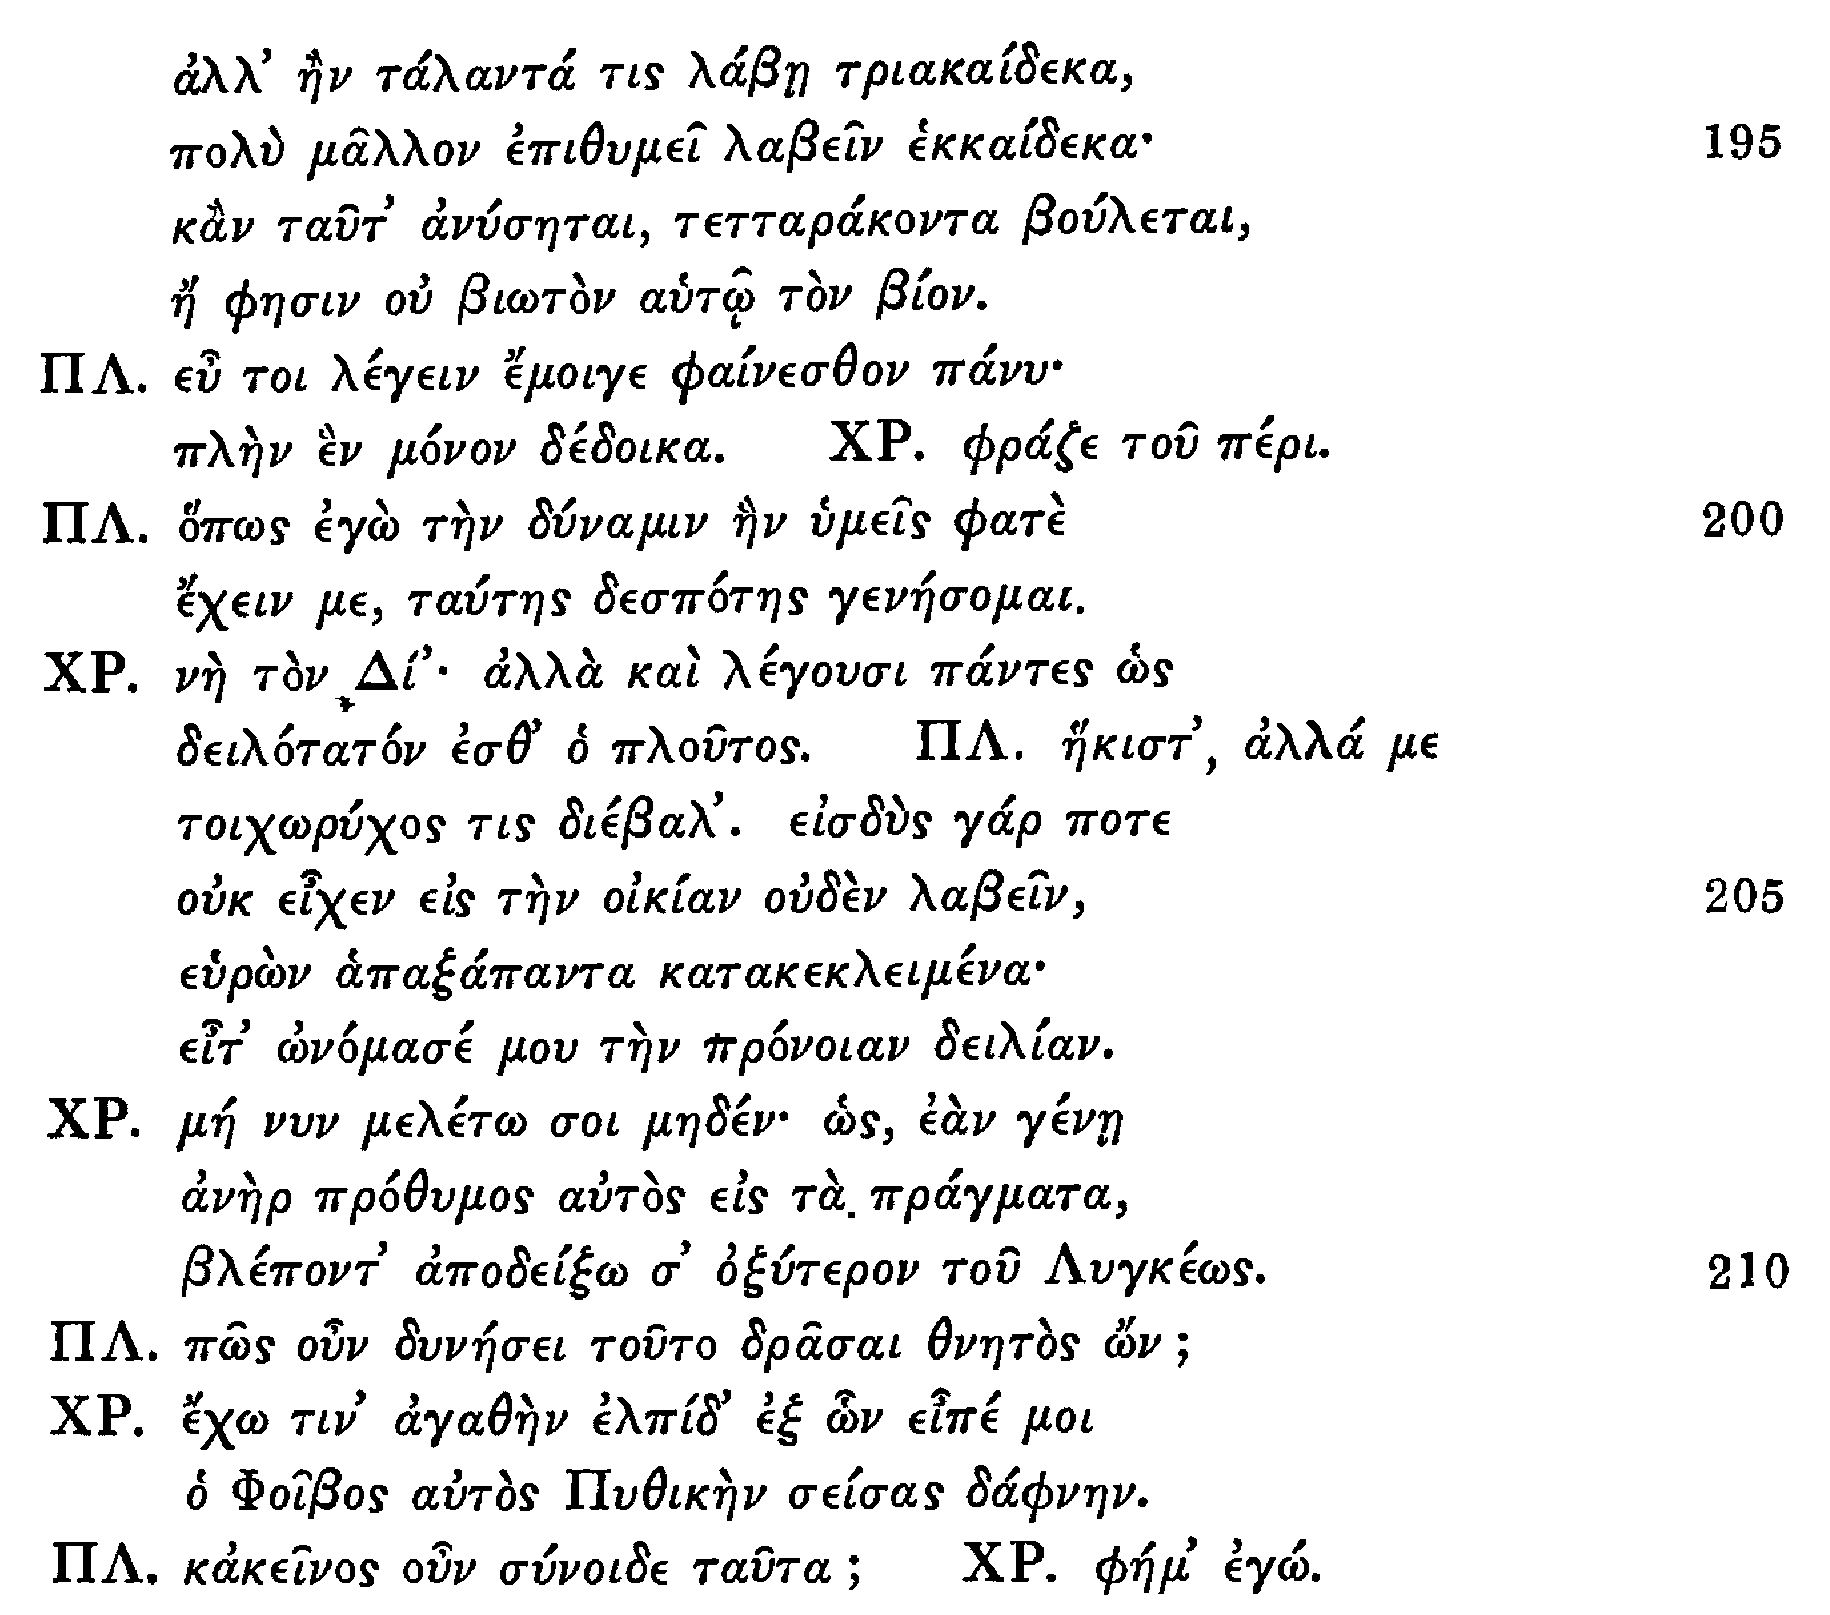 ἀλλ’ ἢν τάλαντά τις λάβῃ τριακαίδεκα,
πολὺ μᾶλλον ἐπιθυμεῖ λαβεῖν ἑκκαίδεκα· 195
κἂν ταῦτ’ ἀνύσηται, τετταράκοντα βούλεται,
ἤ φησιν οὐ βιωτὸν αὑτῷ τὸν βίον.
ΠΛ. εὖ τοι λέγειν ἔμοιγε φαίνεσθον πάνυ·
πλὴν ἓν μόνον δέδοικα. ΧΡ. φράζε τοῦ πέρι.
ΠΛ. ὅπως ἐγὼ τὴν δύναμιν ἣν ὑμεῖς φατὲ 200
ἔχειν με, ταύτης δεσπότης γενήσομαι.
ΧΡ. νὴ τὸν Δί’· ἀλλὰ καὶ λέγουσι πάντες ὡς
δειλότατόν ἐσθ’ ὁ πλοῦτος. ΠΛ. ἥκιστ’, ἀλλά με
τοιχωρύχος τις διέβαλ’. εἰσδὺς γάρ ποτε
οὐκ εἶχεν εἰς τὴν οἰκίαν οὐδὲν λαβεῖν, 205
εὑρὼν ἁπαξάπαντα κατακεκλειμένα·
εἶτ’ ὠνόμασέ μου τὴν πρόνοιαν δειλίαν.
ΧΡ. μή νυν μελέτω σοι μηδέν· ὡς, ἐὰν γένῃ
ἀνὴρ πρόθυμος αὐτὸς εἰς τὰ πράγματα,
βλέποντ’ ἀποδείξω σ’ ὀξύτερον τοῦ Λυγκέως. 210
ΠΛ. πῶς οὖν δυνήσει τοῦτο δρᾶσαι θνητὸς ὤν;
ΧΡ. ἔχω τιν’ ἀγαθὴν ἐλπίδ’ ἐξ ὧν εἶπέ μοι
ὁ Φοῖβος αὐτὸς Πυθικὴν σείσας δάφνην.
ΠΛ. κἀκεῖνος οὖν σύνοιδε ταῦτα; ΧΡ. φήμ’ ἐγώ.